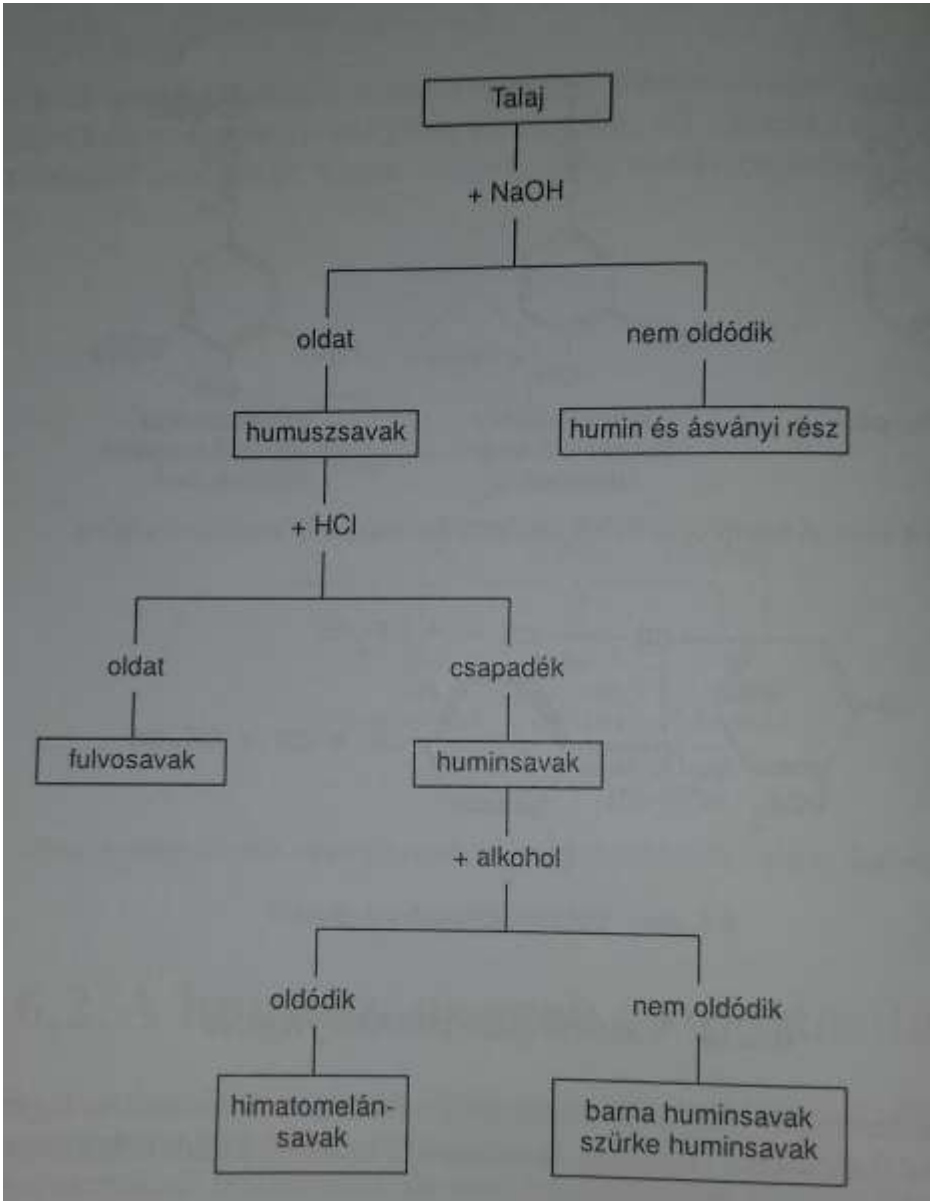 Talaj
+ NaOH
oldat
nem oldódik
humuszsavak
humin és ásványi rész
+ HCl
oldat
csapadék
fulvosavak
huminsavak
+ alkohol
oldódik
nem oldódik
himatomelán-
savak
barna huminsavak
szürke huminsavak